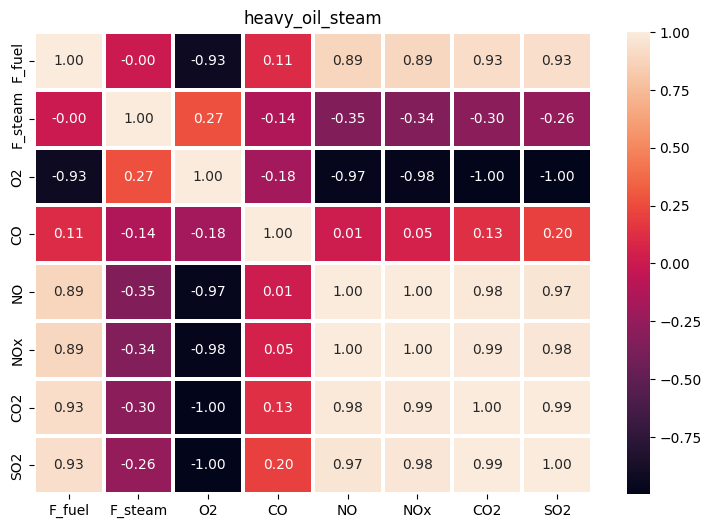 heavy_oil_steam
F_fuel 1.00 -0.00 -0.93 0.11 0.89 0.89 0.93 0.93
F_steam -0.00 1.00 0.27 -0.14 -0.35 -0.34 -0.30 -0.26
O2 -0.93 0.27 1.00 -0.18 -0.97 -0.98 -1.00 -1.00
CO 0.11 -0.14 -0.18 1.00 0.01 0.05 0.13 0.20
NO 0.89 -0.35 -0.97 0.01 1.00 1.00 0.98 0.97
NOx 0.89 -0.34 -0.98 0.05 1.00 1.00 0.99 0.98
CO2 0.93 -0.30 -1.00 0.13 0.98 0.99 1.00 0.99
SO2 0.93 -0.26 -1.00 0.20 0.97 0.98 0.99 1.00
F_fuel F_steam O2 CO NO NOx CO2 SO2
1.00
0.75
0.50
0.25
0.00
−0.25
−0.50
−0.75